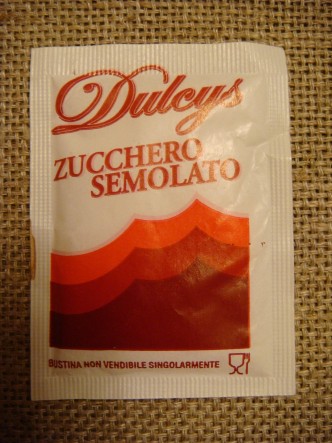 Dulcys
ZUCCHERO
SEMOLATO
BUSTINA NON VENDIBILE SINGOLARMENTE